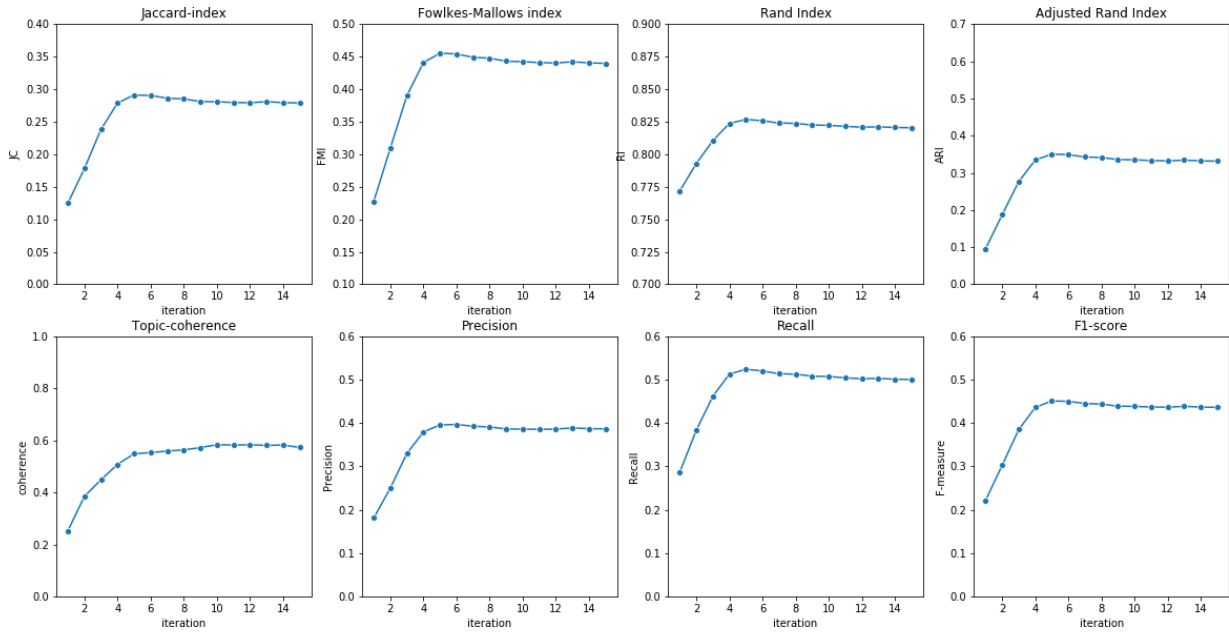 Jaccard-index
0.40
0.35
0.30
0.25
0.20
0.15
0.10
0.05
0.00
JC
2 4 6 8 10 12 14
iteration
Fowlkes-Mallows index
0.50
0.45
0.40
0.35
0.30
0.25
0.20
0.15
0.10
FMI
2 4 6 8 10 12 14
iteration
Rand Index
0.900
0.875
0.850
0.825
0.800
0.775
0.750
0.725
0.700
RI
2 4 6 8 10 12 14
iteration
Adjusted Rand Index
0.7
0.6
0.5
0.4
0.3
0.2
0.1
0.0
ARI
2 4 6 8 10 12 14
iteration
Topic-coherence
1.0
0.8
0.6
0.4
0.2
0.0
coherence
2 4 6 8 10 12 14
iteration
Precision
0.6
0.5
0.4
0.3
0.2
0.1
0.0
Precision
2 4 6 8 10 12 14
iteration
Recall
0.6
0.5
0.4
0.3
0.2
0.1
0.0
Recall
2 4 6 8 10 12 14
iteration
F1-score
0.6
0.5
0.4
0.3
0.2
0.1
0.0
F-measure
2 4 6 8 10 12 14
iteration